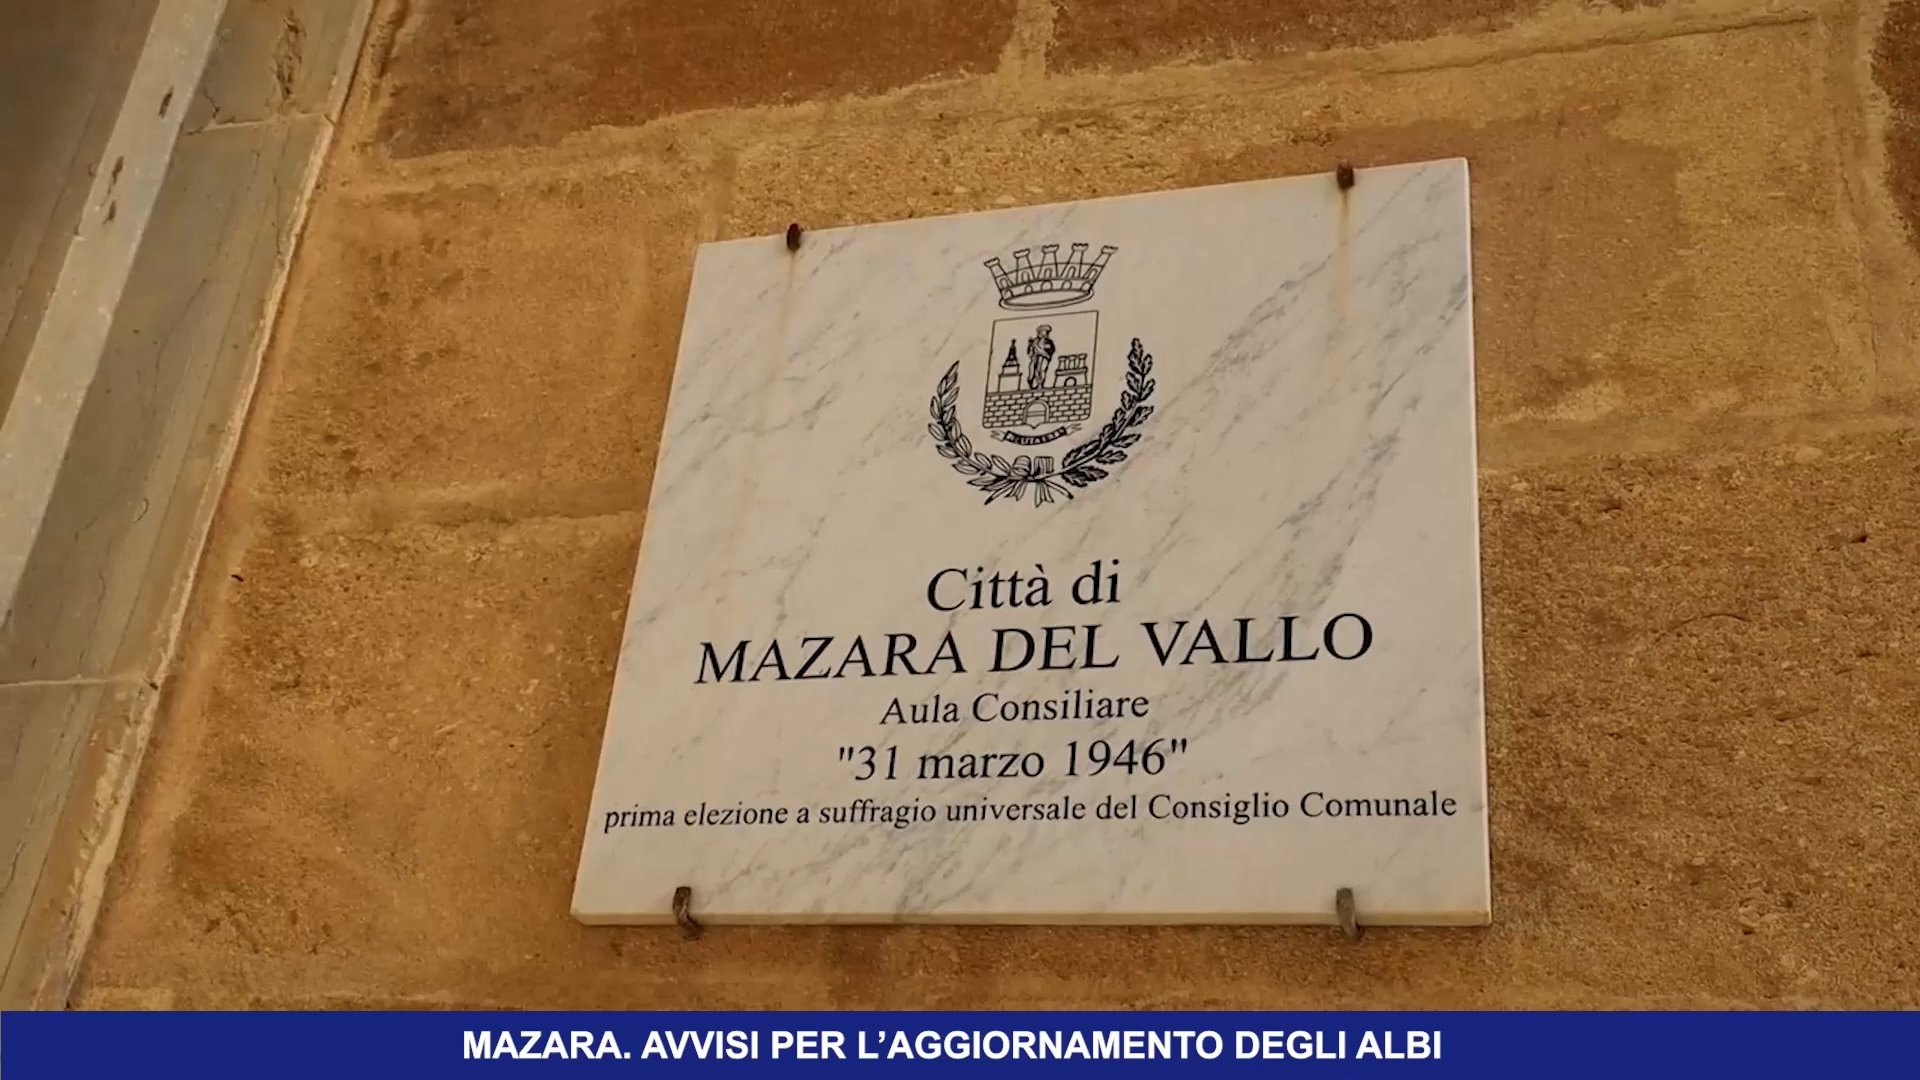 Città di
MAZARA DEL VALLO
Aula Consiliare
"31 marzo 1946"
prima elezione a suffragio universale del Consiglio Comunale
MAZARA. AVVISI PER L’AGGIORNAMENTO DEGLI ALBI